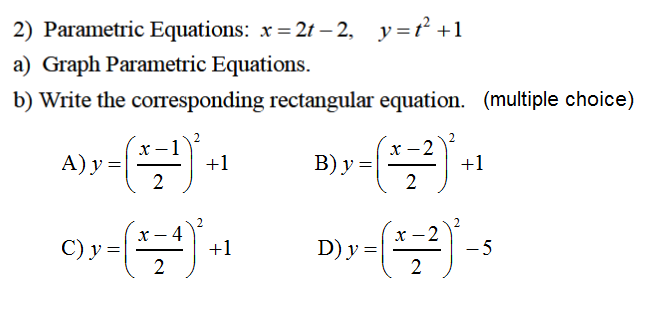 2) Parametric Equations: x = 2t − 2, y = t² + 1
a) Graph Parametric Equations.
b) Write the corresponding rectangular equation. (multiple choice)
A) y = ((x − 1)/2)² + 1 B) y = ((x − 2)/2)² + 1
C) y = ((x − 4)/2)² + 1 D) y = ((x − 2)/2)² − 5